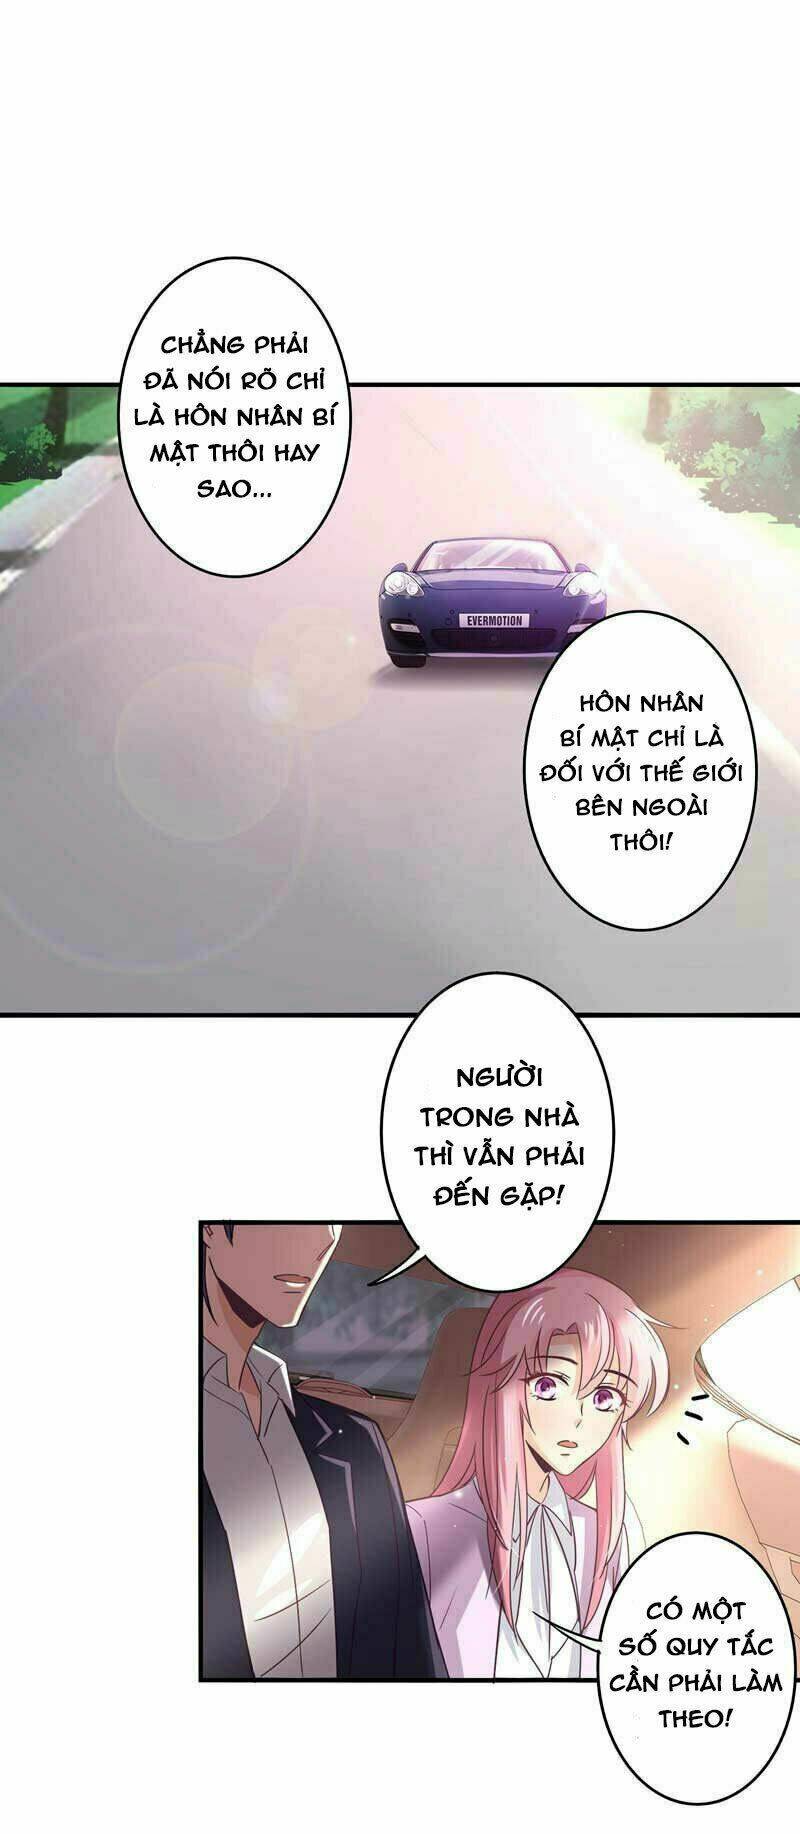 CHẲNG PHẢI
ĐÃ NÓI RÕ CHỈ
LÀ HÔN NHÂN BÍ
MẬT THÔI HAY
SAO...
EVERMOTION
HÔN NHÂN
BÍ MẬT CHỈ LÀ
ĐỐI VỚI THẾ GIỚI
BÊN NGOÀI
THÔI!
NGƯỜI
TRONG NHÀ
THÌ VẪN PHẢI
ĐẾN GẶP!
CÓ MỘT
SỐ QUY TẮC
CẦN PHẢI LÀM
THEO!